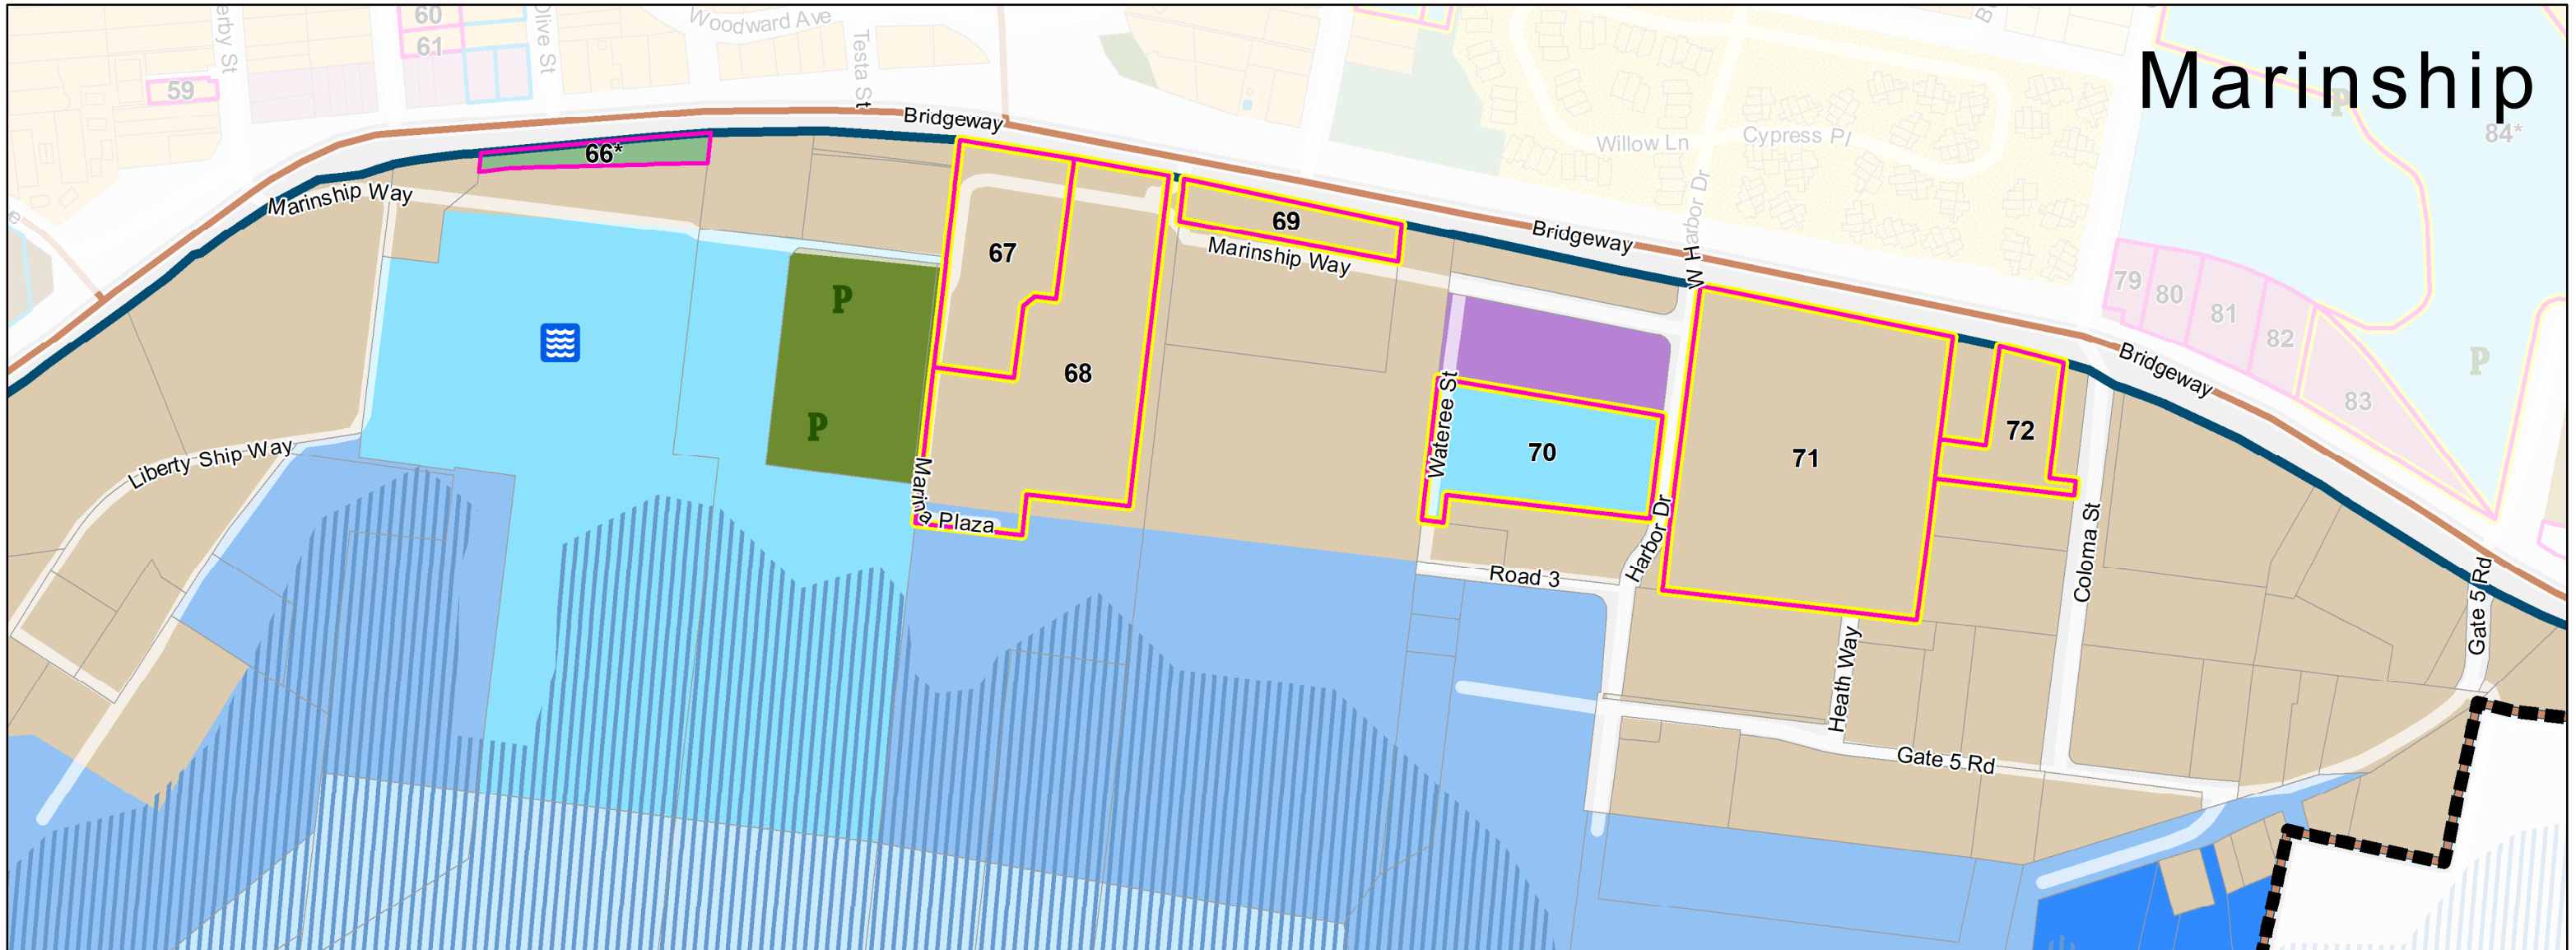 Marinship
60
61
59
Olive St
Woodward Ave
Testa St
Bridgeway
66*
Marinship Way
Willow Ln
Cypress Pl
84*
P
67
69
Marinship Way
Bridgeway
W Harbor Dr
79
80
81
82
83
P
Bridgeway
P
P
68
Wateree St
70
71
72
Liberty Ship Way
Marina Plaza
Road 3
Harbor Dr
Coloma St
Gate 5 Rd
Heath Way
Gate 5 Rd